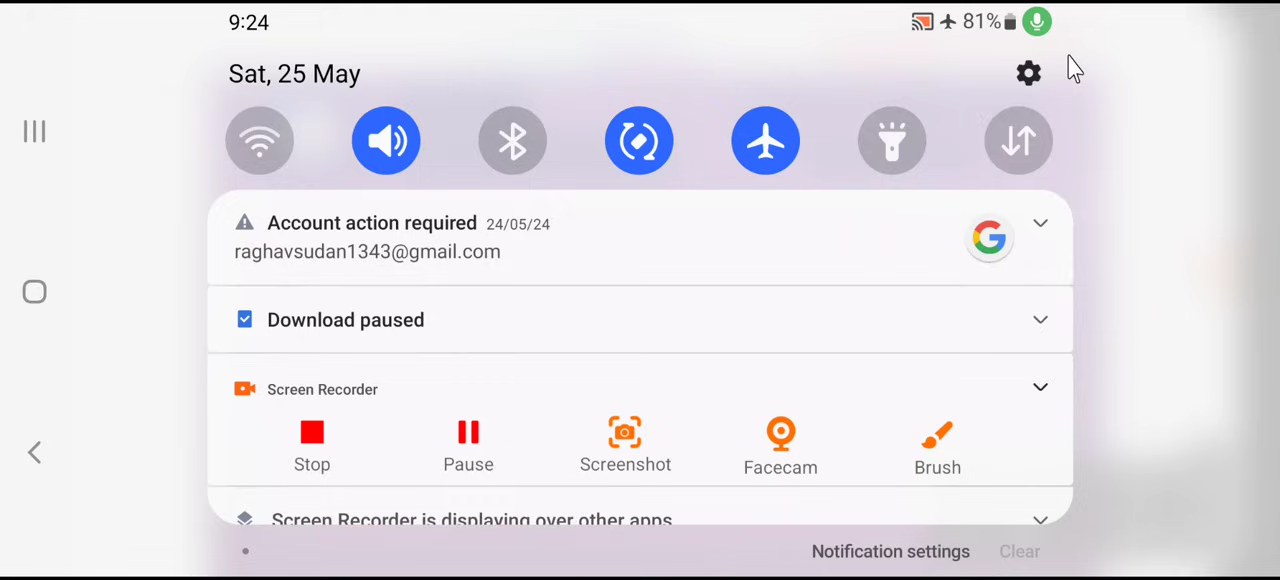 9:24 81%
Sat, 25 May
Account action required 24/05/24
raghavsudan1343@gmail.com
Download paused
Screen Recorder
Stop Pause Screenshot Facecam Brush
Screen Recorder is displaying over other apps
Notification settings Clear